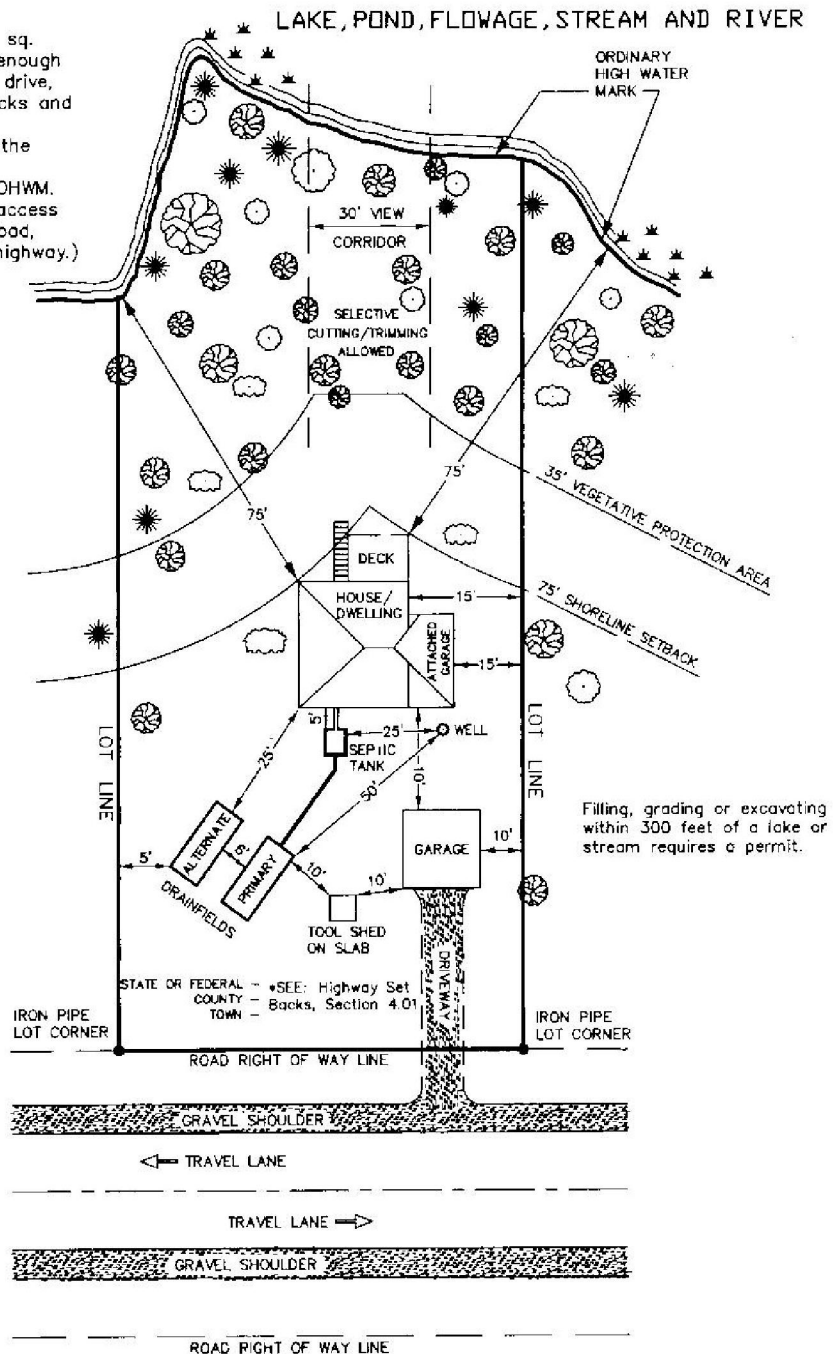 LAKE, POND, FLOWAGE, STREAM AND RIVER
sq.
enough
drive,
cks and
the
OHWM.
access
oad,
highway.)
ORDINARY
HIGH WATER
MARK
30' VIEW
CORRIDOR
SELECTIVE
CUTTING/TRIMMING
ALLOWED
75'
75'
35' VEGETATIVE PROTECTION AREA
75' SHORELINE SETBACK
DECK
HOUSE/
DWELLING
15'
ATTACHED
GARAGE
15'
5'
25'
WELL
SEPTIC
TANK
25'
50'
10'
LOT LINE
LOT LINE
Filling, grading or excavating
within 300 feet of a lake or
stream requires a permit.
GARAGE
10'
5'
ALTERNATE
6'
PRIMARY
DRAINFIELDS
10'
10'
TOOL SHED
ON SLAB
DRIVEWAY
STATE OR FEDERAL - *SEE: Highway Set
COUNTY - Backs, Section 4.01
TOWN -
IRON PIPE
LOT CORNER
IRON PIPE
LOT CORNER
ROAD RIGHT OF WAY LINE
GRAVEL SHOULDER
TRAVEL LANE
TRAVEL LANE
GRAVEL SHOULDER
ROAD RIGHT OF WAY LINE